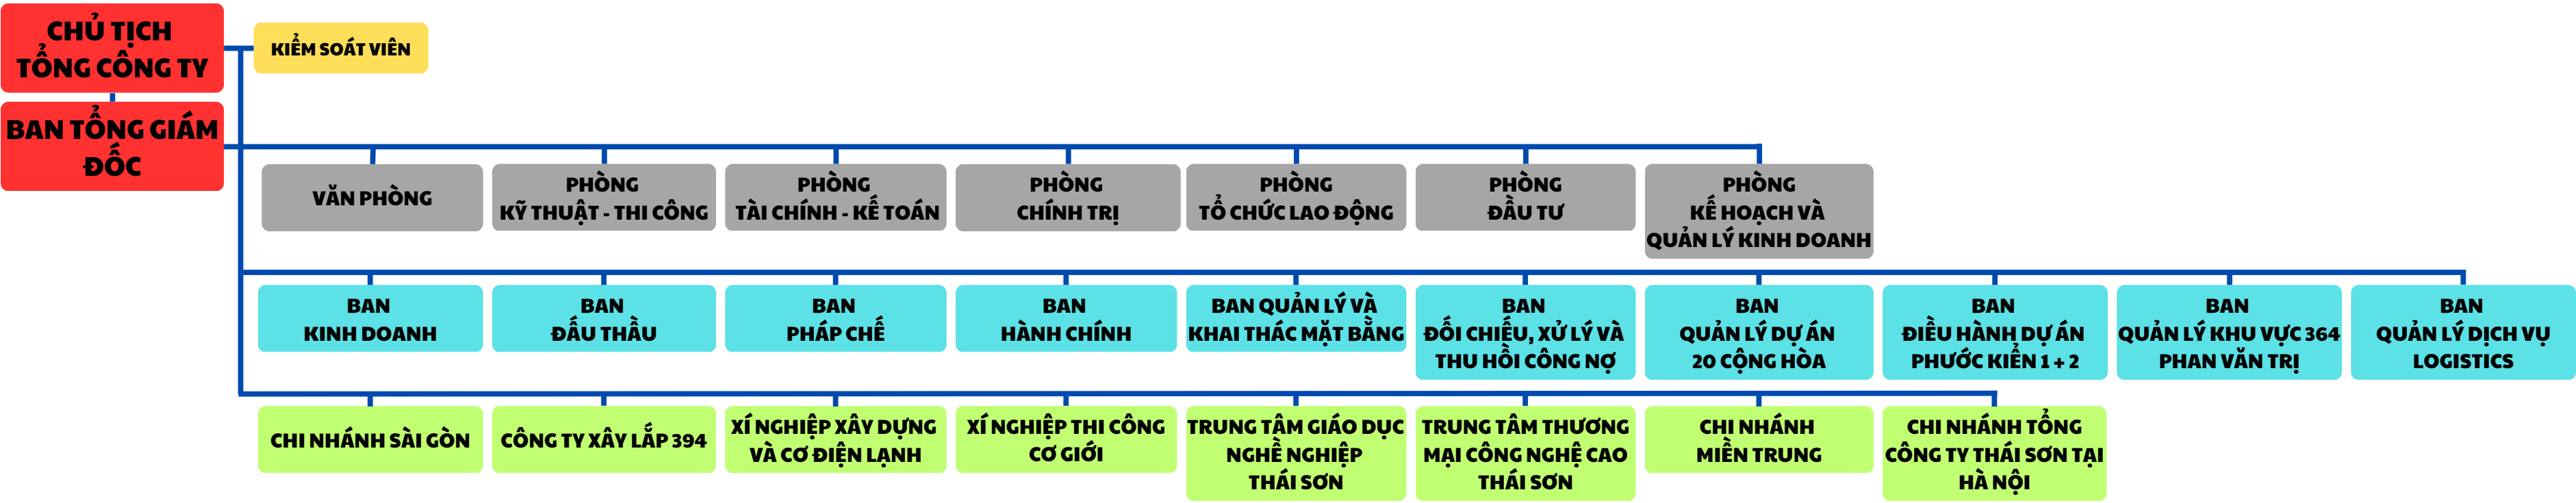 CHỦ TỊCH
TỔNG CÔNG TY
KIỂM SOÁT VIÊN
BAN TỔNG GIÁM
ĐỐC
VĂN PHÒNG
PHÒNG
KỸ THUẬT - THI CÔNG
PHÒNG
TÀI CHÍNH - KẾ TOÁN
PHÒNG
CHÍNH TRỊ
PHÒNG
TỔ CHỨC LAO ĐỘNG
PHÒNG
ĐẦU TƯ
PHÒNG
KẾ HOẠCH VÀ
QUẢN LÝ KINH DOANH
BAN
KINH DOANH
BAN
ĐẤU THẦU
BAN
PHÁP CHẾ
BAN
HÀNH CHÍNH
BAN QUẢN LÝ VÀ
KHAI THÁC MẶT BẰNG
BAN
ĐỐI CHIẾU, XỬ LÝ VÀ
THU HỒI CÔNG NỢ
BAN
QUẢN LÝ DỰ ÁN
20 CỘNG HÒA
BAN
ĐIỀU HÀNH DỰ ÁN
PHƯỚC KIỂN 1 + 2
BAN
QUẢN LÝ KHU VỰC 364
PHAN VĂN TRỊ
BAN
QUẢN LÝ DỊCH VỤ
LOGISTICS
CHI NHÁNH SÀI GÒN
CÔNG TY XÂY LẮP 394
XÍ NGHIỆP XÂY DỰNG
VÀ CƠ ĐIỆN LẠNH
XÍ NGHIỆP THI CÔNG
CƠ GIỚI
TRUNG TÂM GIÁO DỤC
NGHỀ NGHIỆP
THÁI SƠN
TRUNG TÂM THƯƠNG
MẠI CÔNG NGHỆ CAO
THÁI SƠN
CHI NHÁNH
MIỀN TRUNG
CHI NHÁNH TỔNG
CÔNG TY THÁI SƠN TẠI
HÀ NỘI